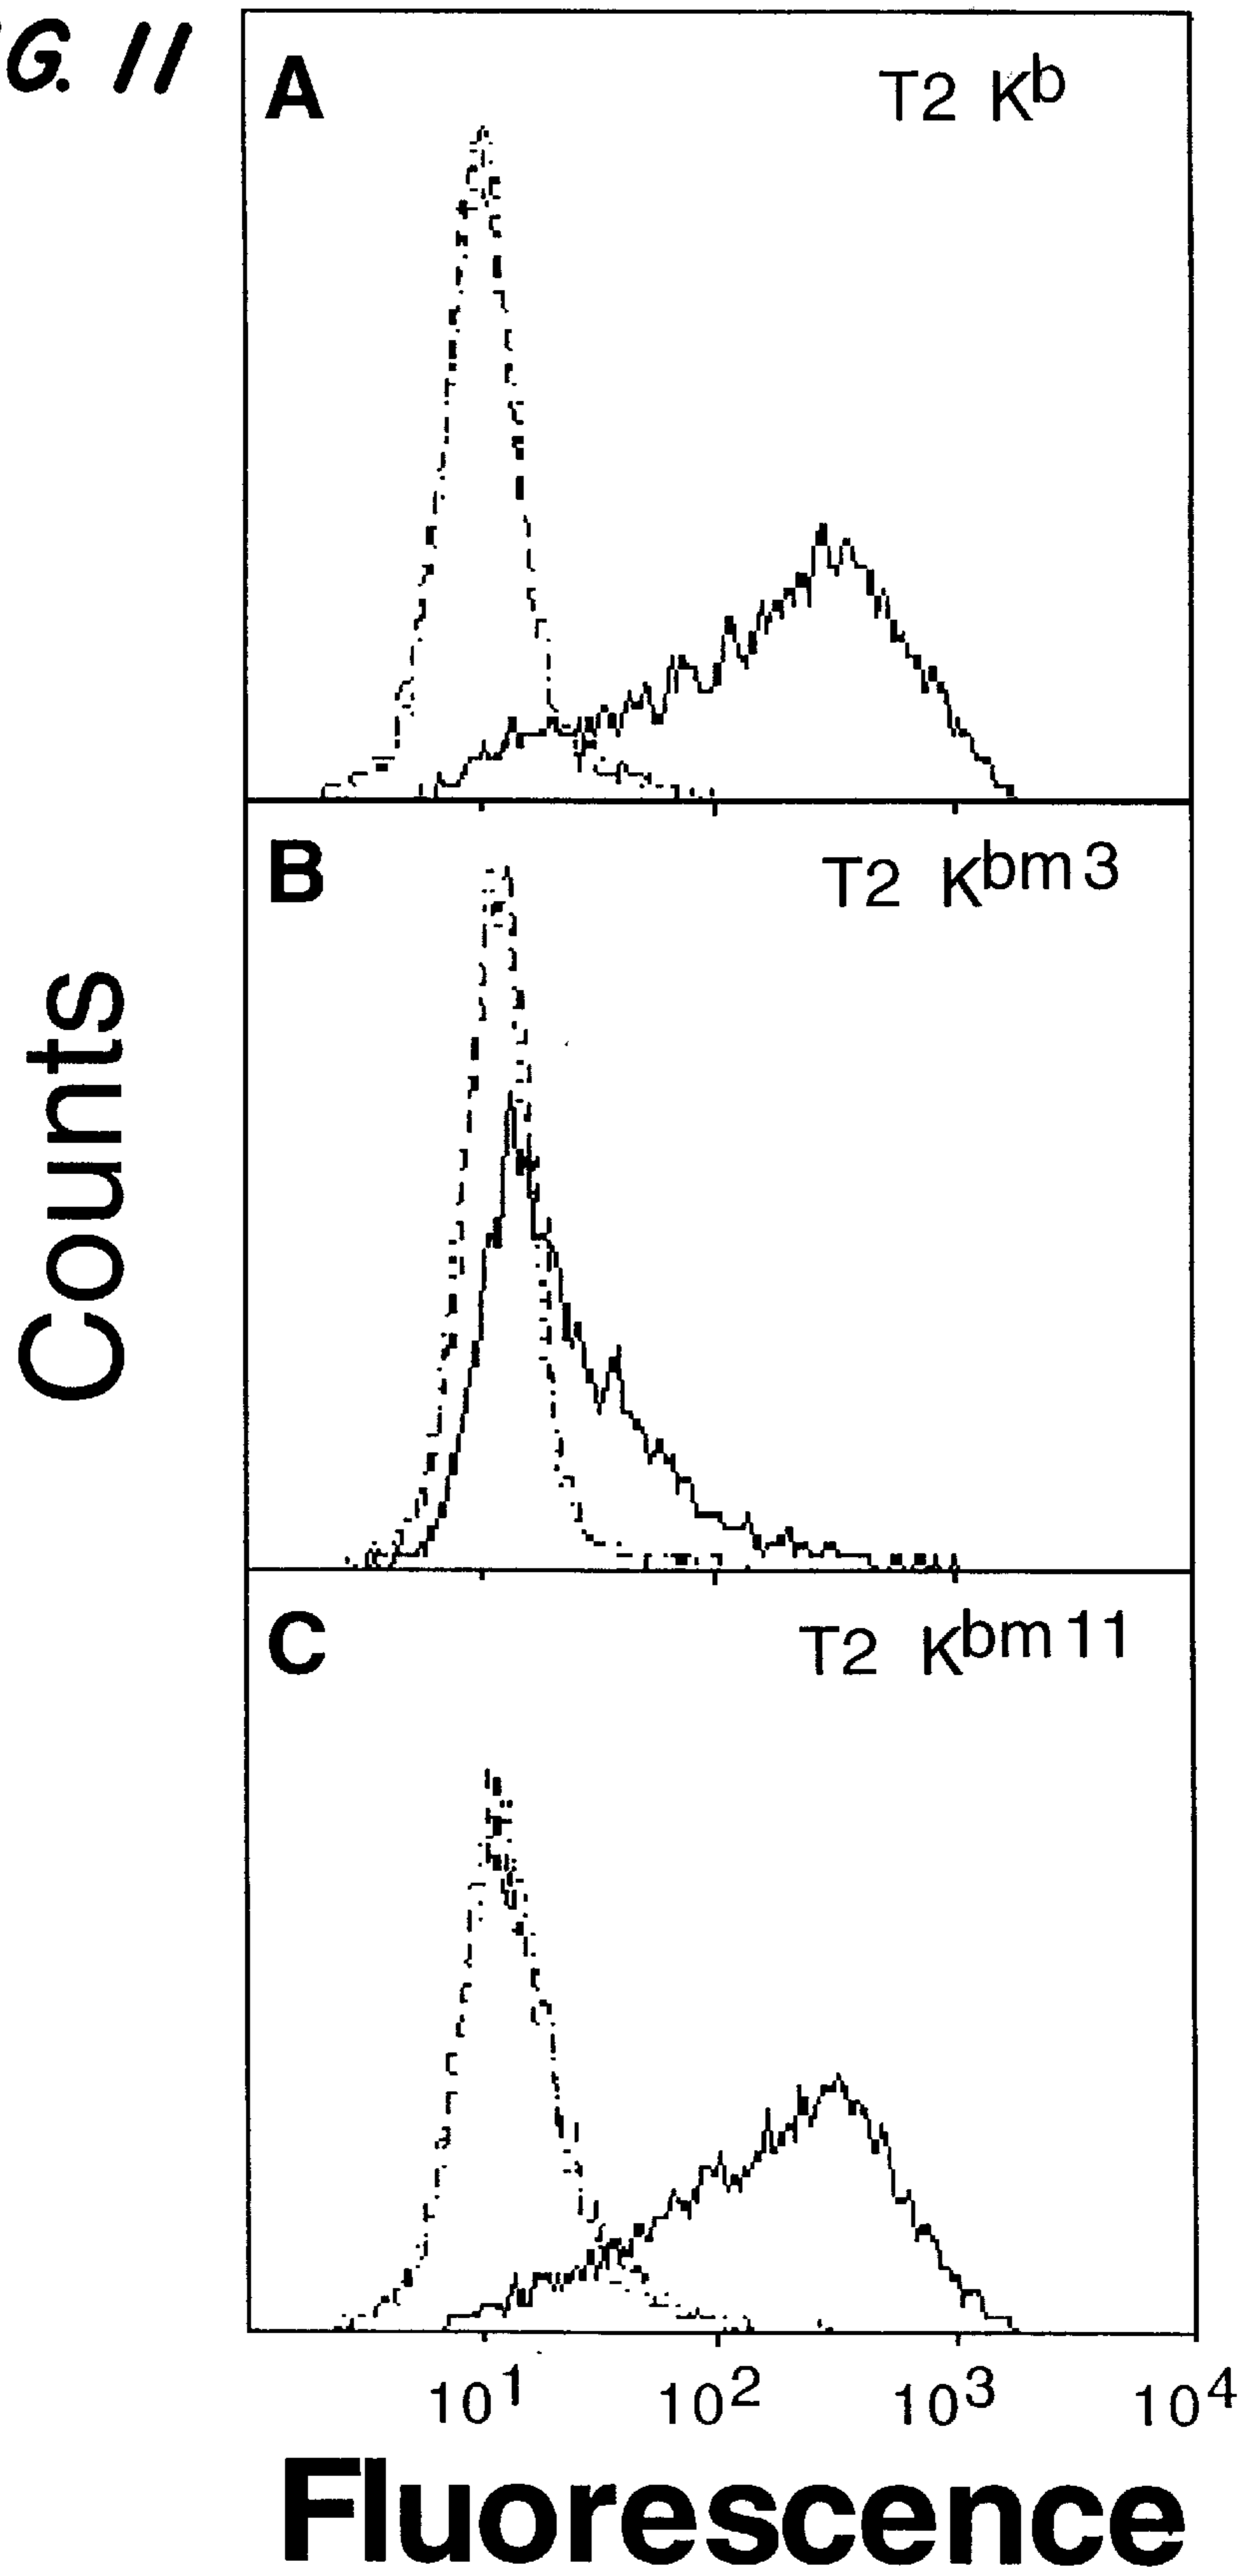 G. 11
A
T2 Kᵇ
B
T2 Kᵇᵐ³
C
T2 Kᵇᵐ¹¹
Counts
10¹ 10² 10³ 10⁴
Fluorescence